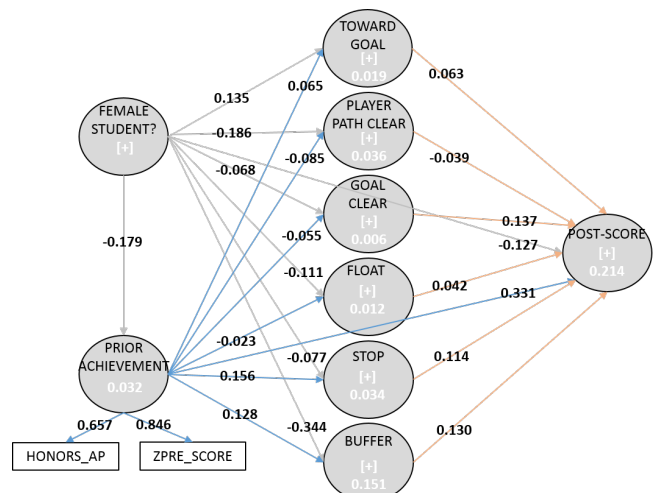 TOWARD
GOAL
[+]
0.019
0.063
0.065
0.135
PLAYER
PATH CLEAR
[+]
0.036
FEMALE
STUDENT?
[+]
-0.186
-0.085
-0.039
-0.068
GOAL
CLEAR
[+]
0.006
0.137
-0.127
POST-SCORE
[+]
0.214
-0.179
-0.055
-0.111
FLOAT
[+]
0.012
0.042
0.331
PRIOR
ACHIEVEMENT
0.032
-0.023
-0.077
STOP
[+]
0.034
0.114
0.156
0.128
-0.344
BUFFER
[+]
0.151
0.130
0.657
0.846
HONORS_AP
ZPRE_SCORE